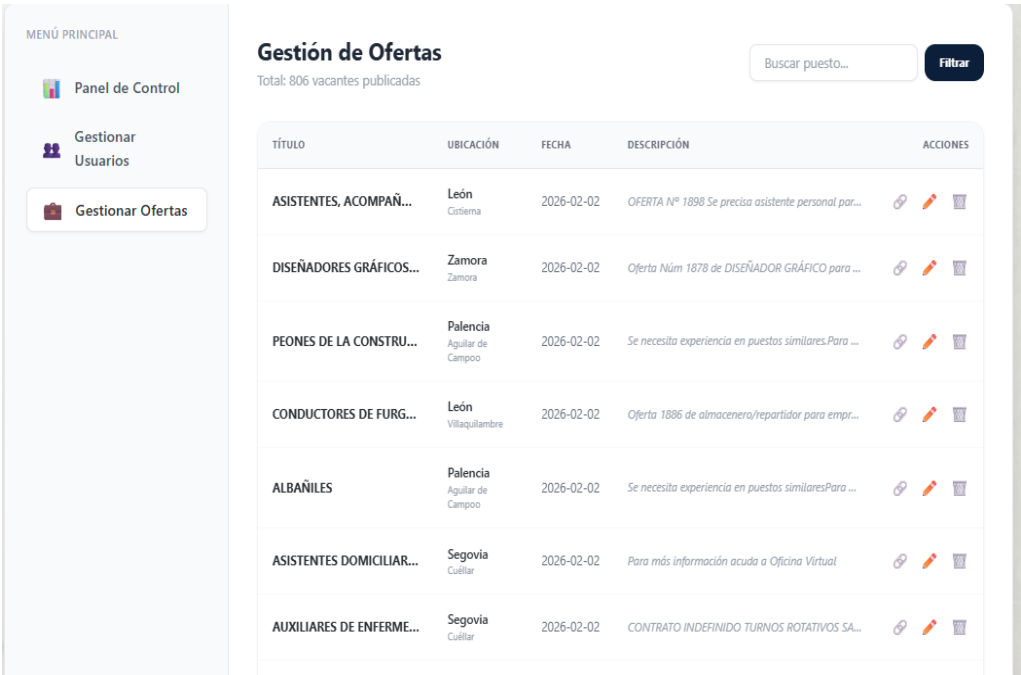 MENÚ PRINCIPAL
Panel de Control
Gestionar
Usuarios
Gestionar Ofertas
Gestión de Ofertas
Total: 806 vacantes publicadas
Buscar puesto...
Filtrar
TÍTULO UBICACIÓN FECHA DESCRIPCIÓN ACCIONES
ASISTENTES, ACOMPAÑ... León 2026-02-02 OFERTA Nº 1898 Se precisa asistente personal par...
Cistierna
DISEÑADORES GRÁFICOS... Zamora 2026-02-02 Oferta Núm 1878 de DISEÑADOR GRÁFICO para ...
Zamora
PEONES DE LA CONSTRU... Palencia 2026-02-02 Se necesita experiencia en puestos similares.Para ...
Aguilar de
Campoo
CONDUCTORES DE FURG... León 2026-02-02 Oferta 1886 de almacenero/repartidor para empr...
Villaquilambre
ALBAÑILES Palencia 2026-02-02 Se necesita experiencia en puestos similaresPara ...
Aguilar de
Campoo
ASISTENTES DOMICILIAR... Segovia 2026-02-02 Para más información acuda a Oficina Virtual
Cuéllar
AUXILIARES DE ENFERME... Segovia 2026-02-02 CONTRATO INDEFINIDO TURNOS ROTATIVOS SA...
Cuéllar